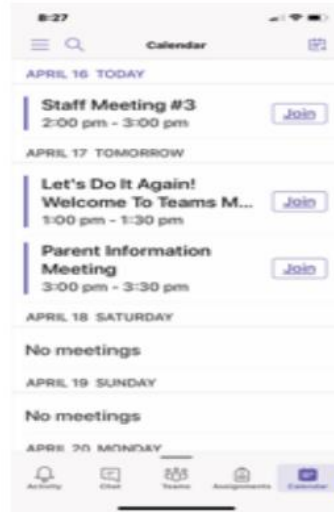 8:27
Calendar
APRIL 16 TODAY
Staff Meeting #3
2:00 pm - 3:00 pm
Join
APRIL 17 TOMORROW
Let's Do It Again!
Welcome To Teams M...
1:00 pm - 1:30 pm
Join
Parent Information
Meeting
3:00 pm - 3:30 pm
Join
APRIL 18 SATURDAY
No meetings
APRIL 19 SUNDAY
No meetings
APRIL 20 MONDAY
Activity
Chat
Teams
Assignments
Calendar